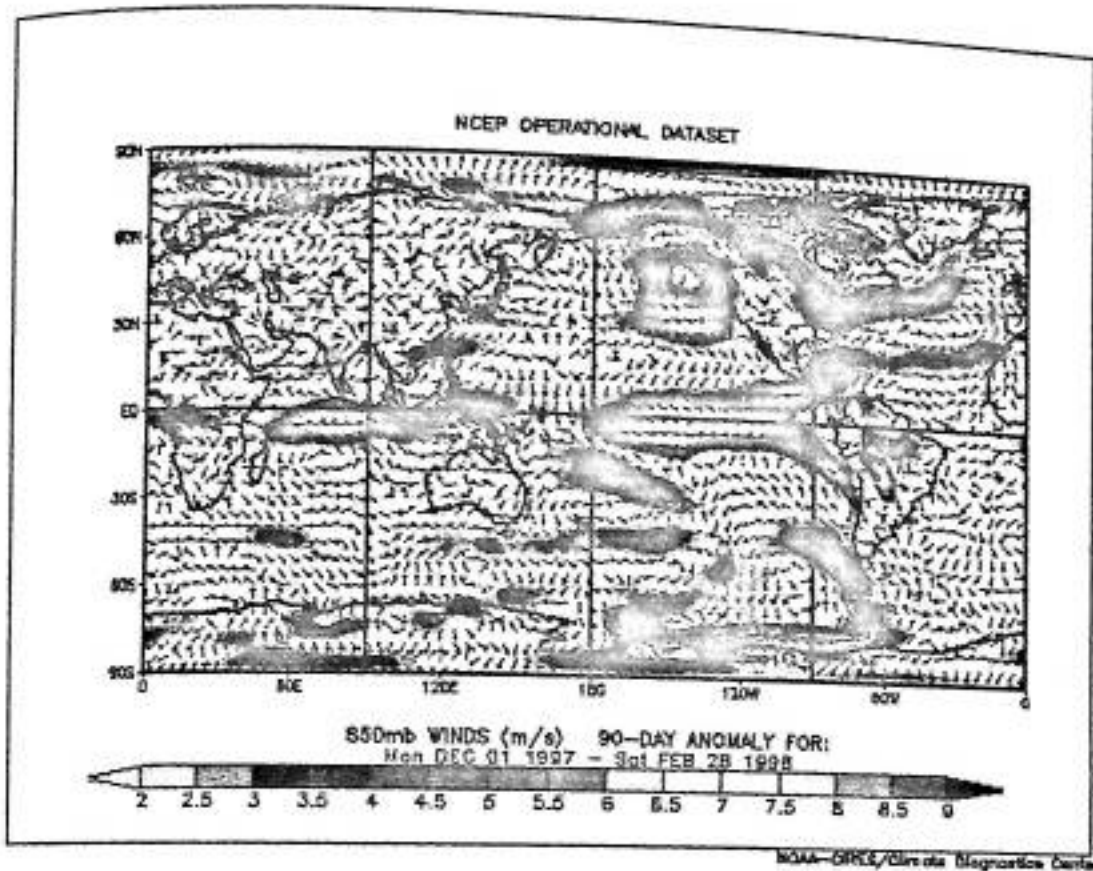 NCEP OPERATIONAL DATASET
90N
60N
30N
EQ
30S
60S
90S
0 60E 120E 180 60W 0
850mb WINDS (m/s) 90-DAY ANOMALY FOR:
Mon DEC 01 1997 - Sat FEB 28 1998
2 2.5 3 3.5 4 4.5 5 5.5 6 6.5 7 7.5 8 8.5 9
NOAA-CIRES/Climate Diagnostics Cente